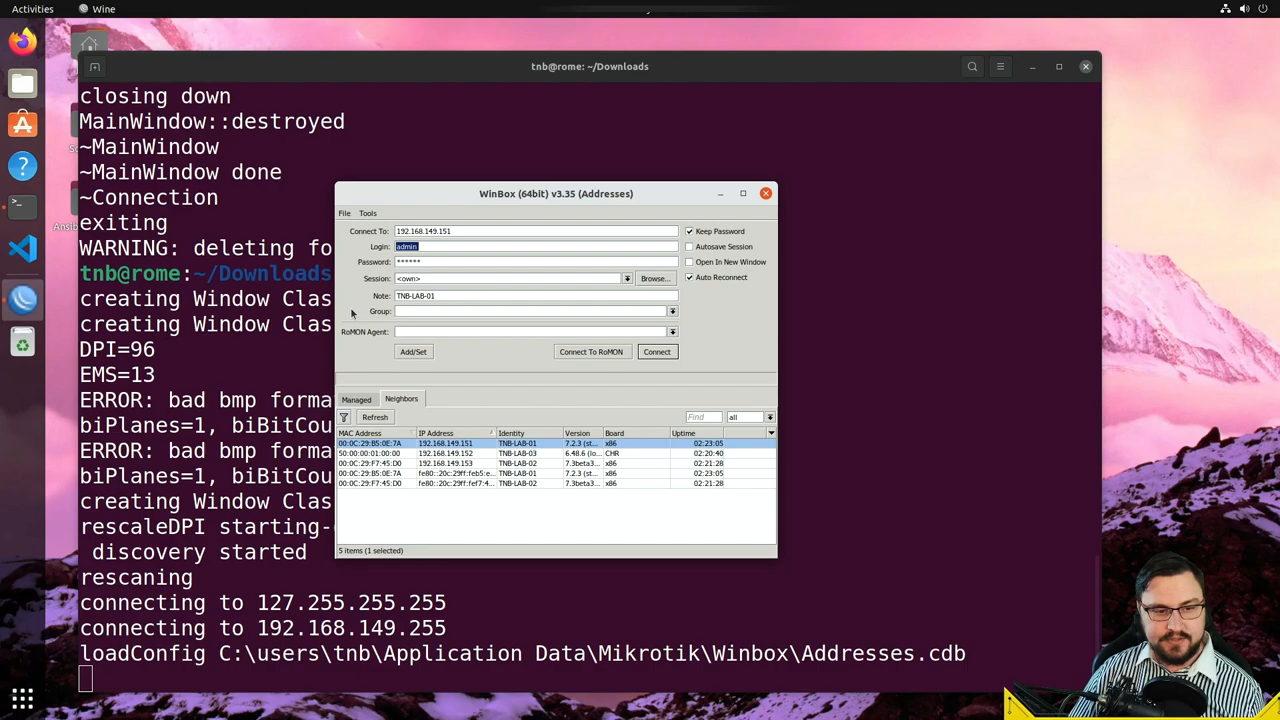 Activities
Wine
tnb@rome: ~/Downloads
closing down
MainWindow::destroyed
~MainWindow
~MainWindow done
~Connection
exiting
WARNING: deleting fo
tnb@rome:~/Downloads
creating Window Clas
creating Window Clas
DPI=96
EMS=13
ERROR: bad bmp forma
biPlanes=1, biBitCou
ERROR: bad bmp forma
biPlanes=1, biBitCou
creating Window Clas
rescaleDPI starting-
discovery started
rescaning
connecting to 127.255.255.255
connecting to 192.168.149.255
loadConfig C:\users\tnb\Application Data\Mikrotik\Winbox\Addresses.cdb
WinBox (64bit) v3.35 (Addresses)
File Tools
Connect To: 192.168.149.151 Keep Password
Login: admin Autosave Session
Password: ****** Open In New Window
Session: <own> Browse... Auto Reconnect
Note: TNB-LAB-01
Group:
RoMON Agent:
Add/Set Connect To RoMON Connect
Managed Neighbors
Refresh Find all
MAC Address IP Address Identity Version Board Uptime
00:0C:29:B5:0E:7A 192.168.149.151 TNB-LAB-01 7.2.3 (st... x86 02:23:05
50:00:00:01:00:00 192.168.149.152 TNB-LAB-03 6.48.6 (lo... CHR 02:20:40
00:0C:29:F7:45:D0 192.168.149.153 TNB-LAB-02 7.3beta3... x86 02:21:28
00:0C:29:B5:0E:7A fe80::20c:29ff:feb5:e... TNB-LAB-01 7.2.3 (st... x86 02:23:05
00:0C:29:F7:45:D0 fe80::20c:29ff:fef7:4... TNB-LAB-02 7.3beta3... x86 02:21:28
5 items (1 selected)